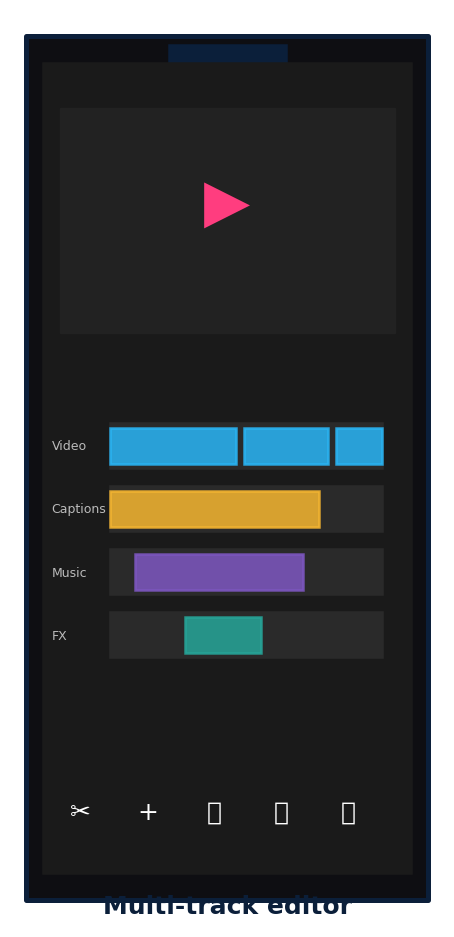 Video
Captions
Music
FX
✂ +
Multi-track editor